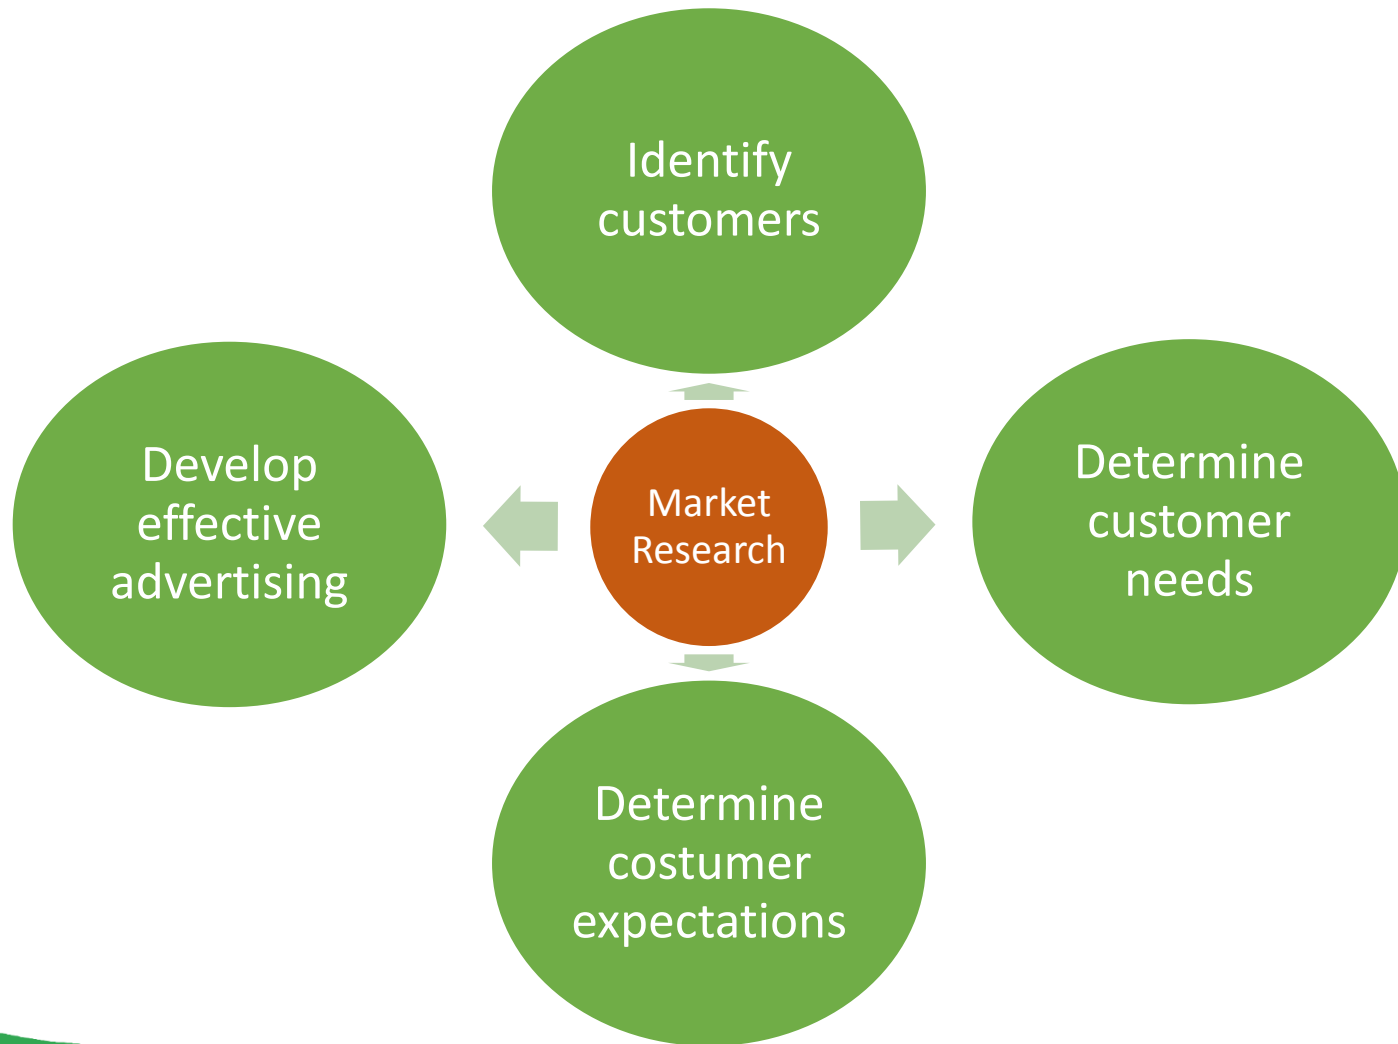 Identify
customers
Develop
effective
advertising
Market
Research
Determine
customer
needs
Determine
costumer
expectations